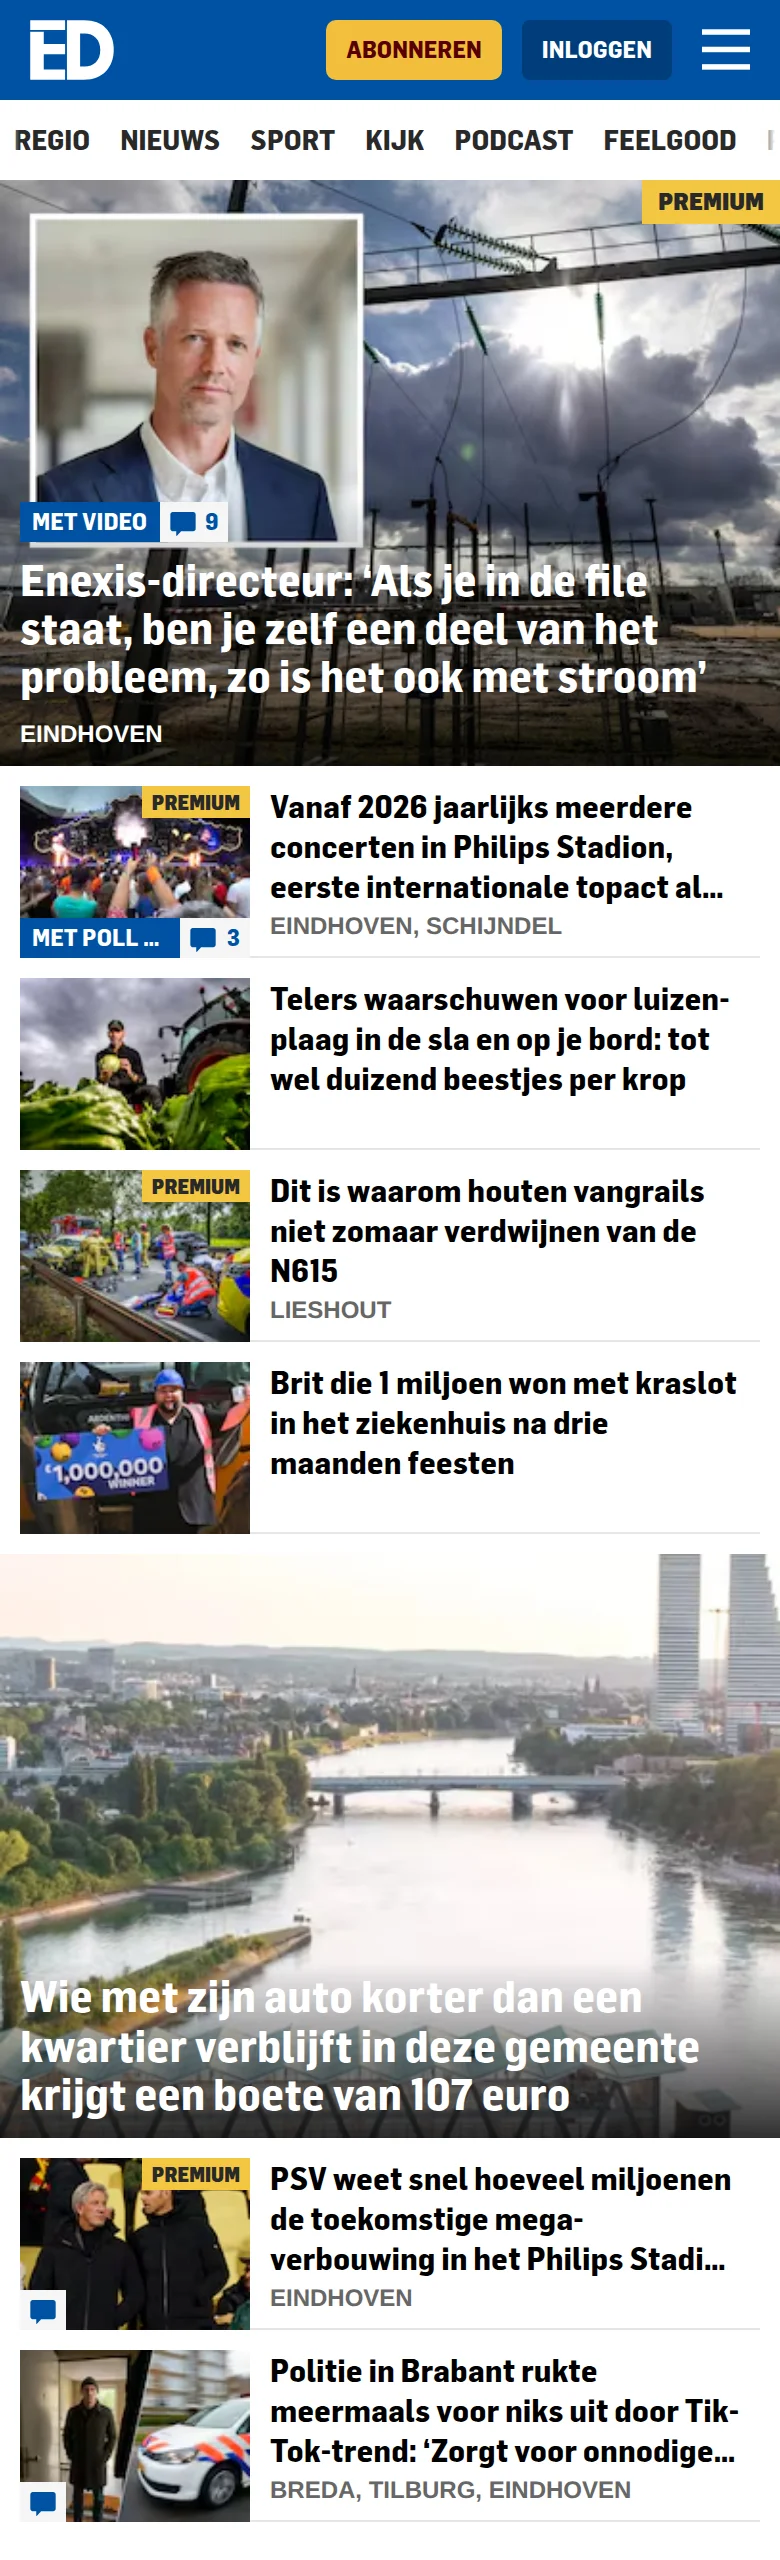 ED
ABONNEREN
INLOGGEN
REGIO NIEUWS SPORT KIJK PODCAST FEELGOOD
PREMIUM
MET VIDEO 9
Enexis-directeur: ‘Als je in de file
staat, ben je zelf een deel van het
probleem, zo is het ook met stroom’
EINDHOVEN
PREMIUM
MET POLL ... 3
Vanaf 2026 jaarlijks meerdere
concerten in Philips Stadion,
eerste internationale topact al...
EINDHOVEN, SCHIJNDEL
Telers waarschuwen voor luizen-
plaag in de sla en op je bord: tot
wel duizend beestjes per krop
PREMIUM
Dit is waarom houten vangrails
niet zomaar verdwijnen van de
N615
LIESHOUT
£1,000,000
WINNER
Brit die 1 miljoen won met kraslot
in het ziekenhuis na drie
maanden feesten
Wie met zijn auto korter dan een
kwartier verblijft in deze gemeente
krijgt een boete van 107 euro
PREMIUM
PSV weet snel hoeveel miljoenen
de toekomstige mega-
verbouwing in het Philips Stadi...
EINDHOVEN
Politie in Brabant rukte
meermaals voor niks uit door Tik-
Tok-trend: ‘Zorgt voor onnodige...
BREDA, TILBURG, EINDHOVEN